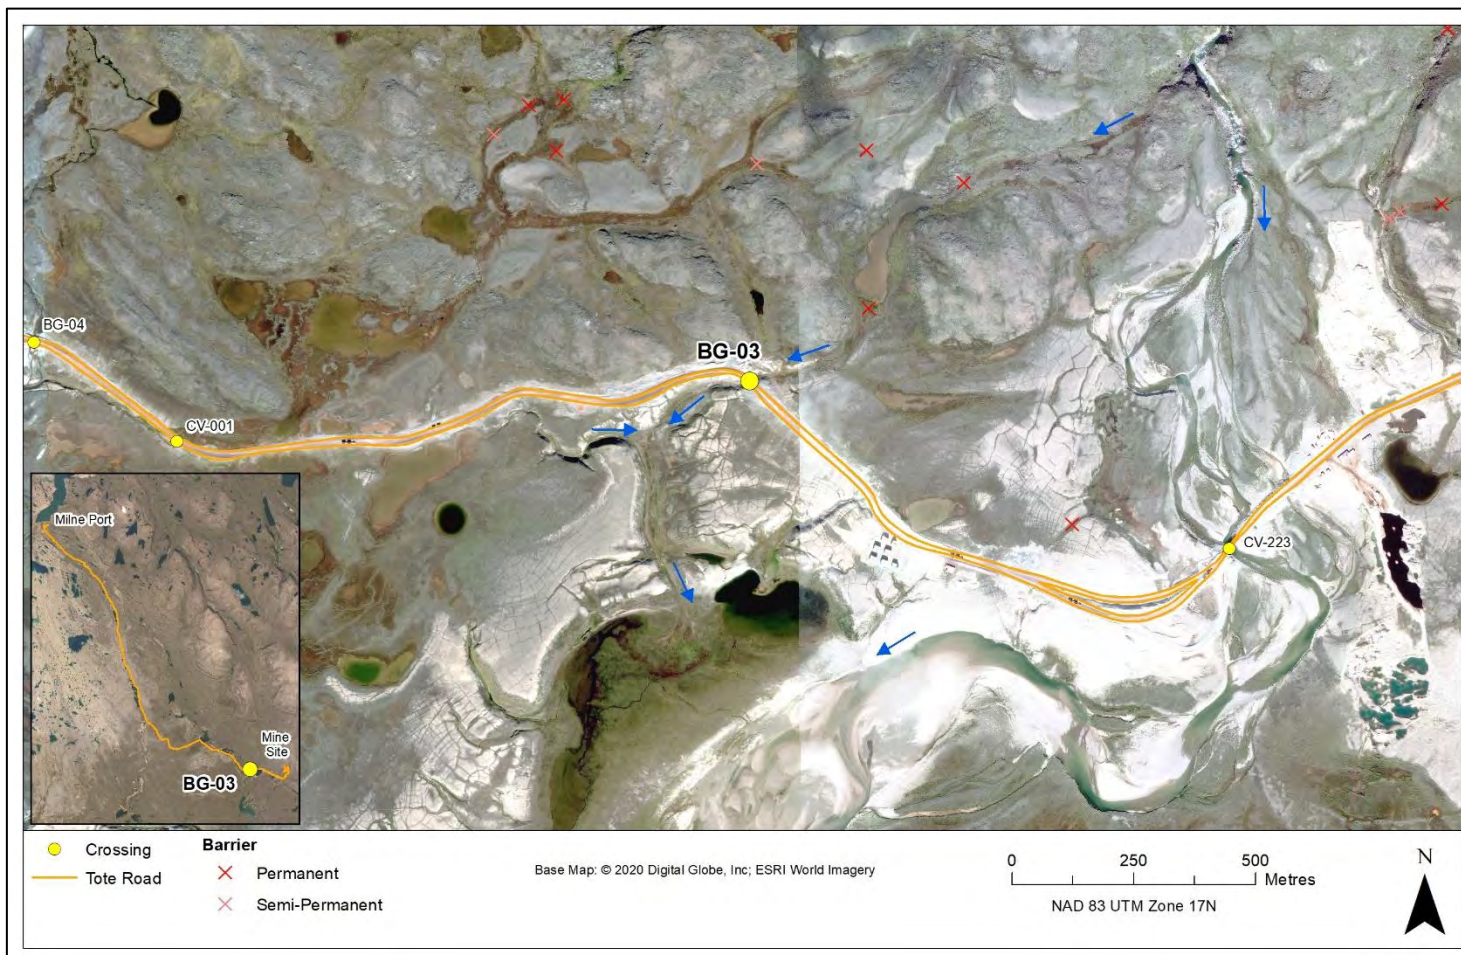 BG-04
BG-03
CV-001
CV-223
Milne Port
Mine
Site
BG-03
Crossing
Tote Road
Barrier
Permanent
Semi-Permanent
Base Map: © 2020 Digital Globe, Inc; ESRI World Imagery
0 250 500
Metres
NAD 83 UTM Zone 17N
N